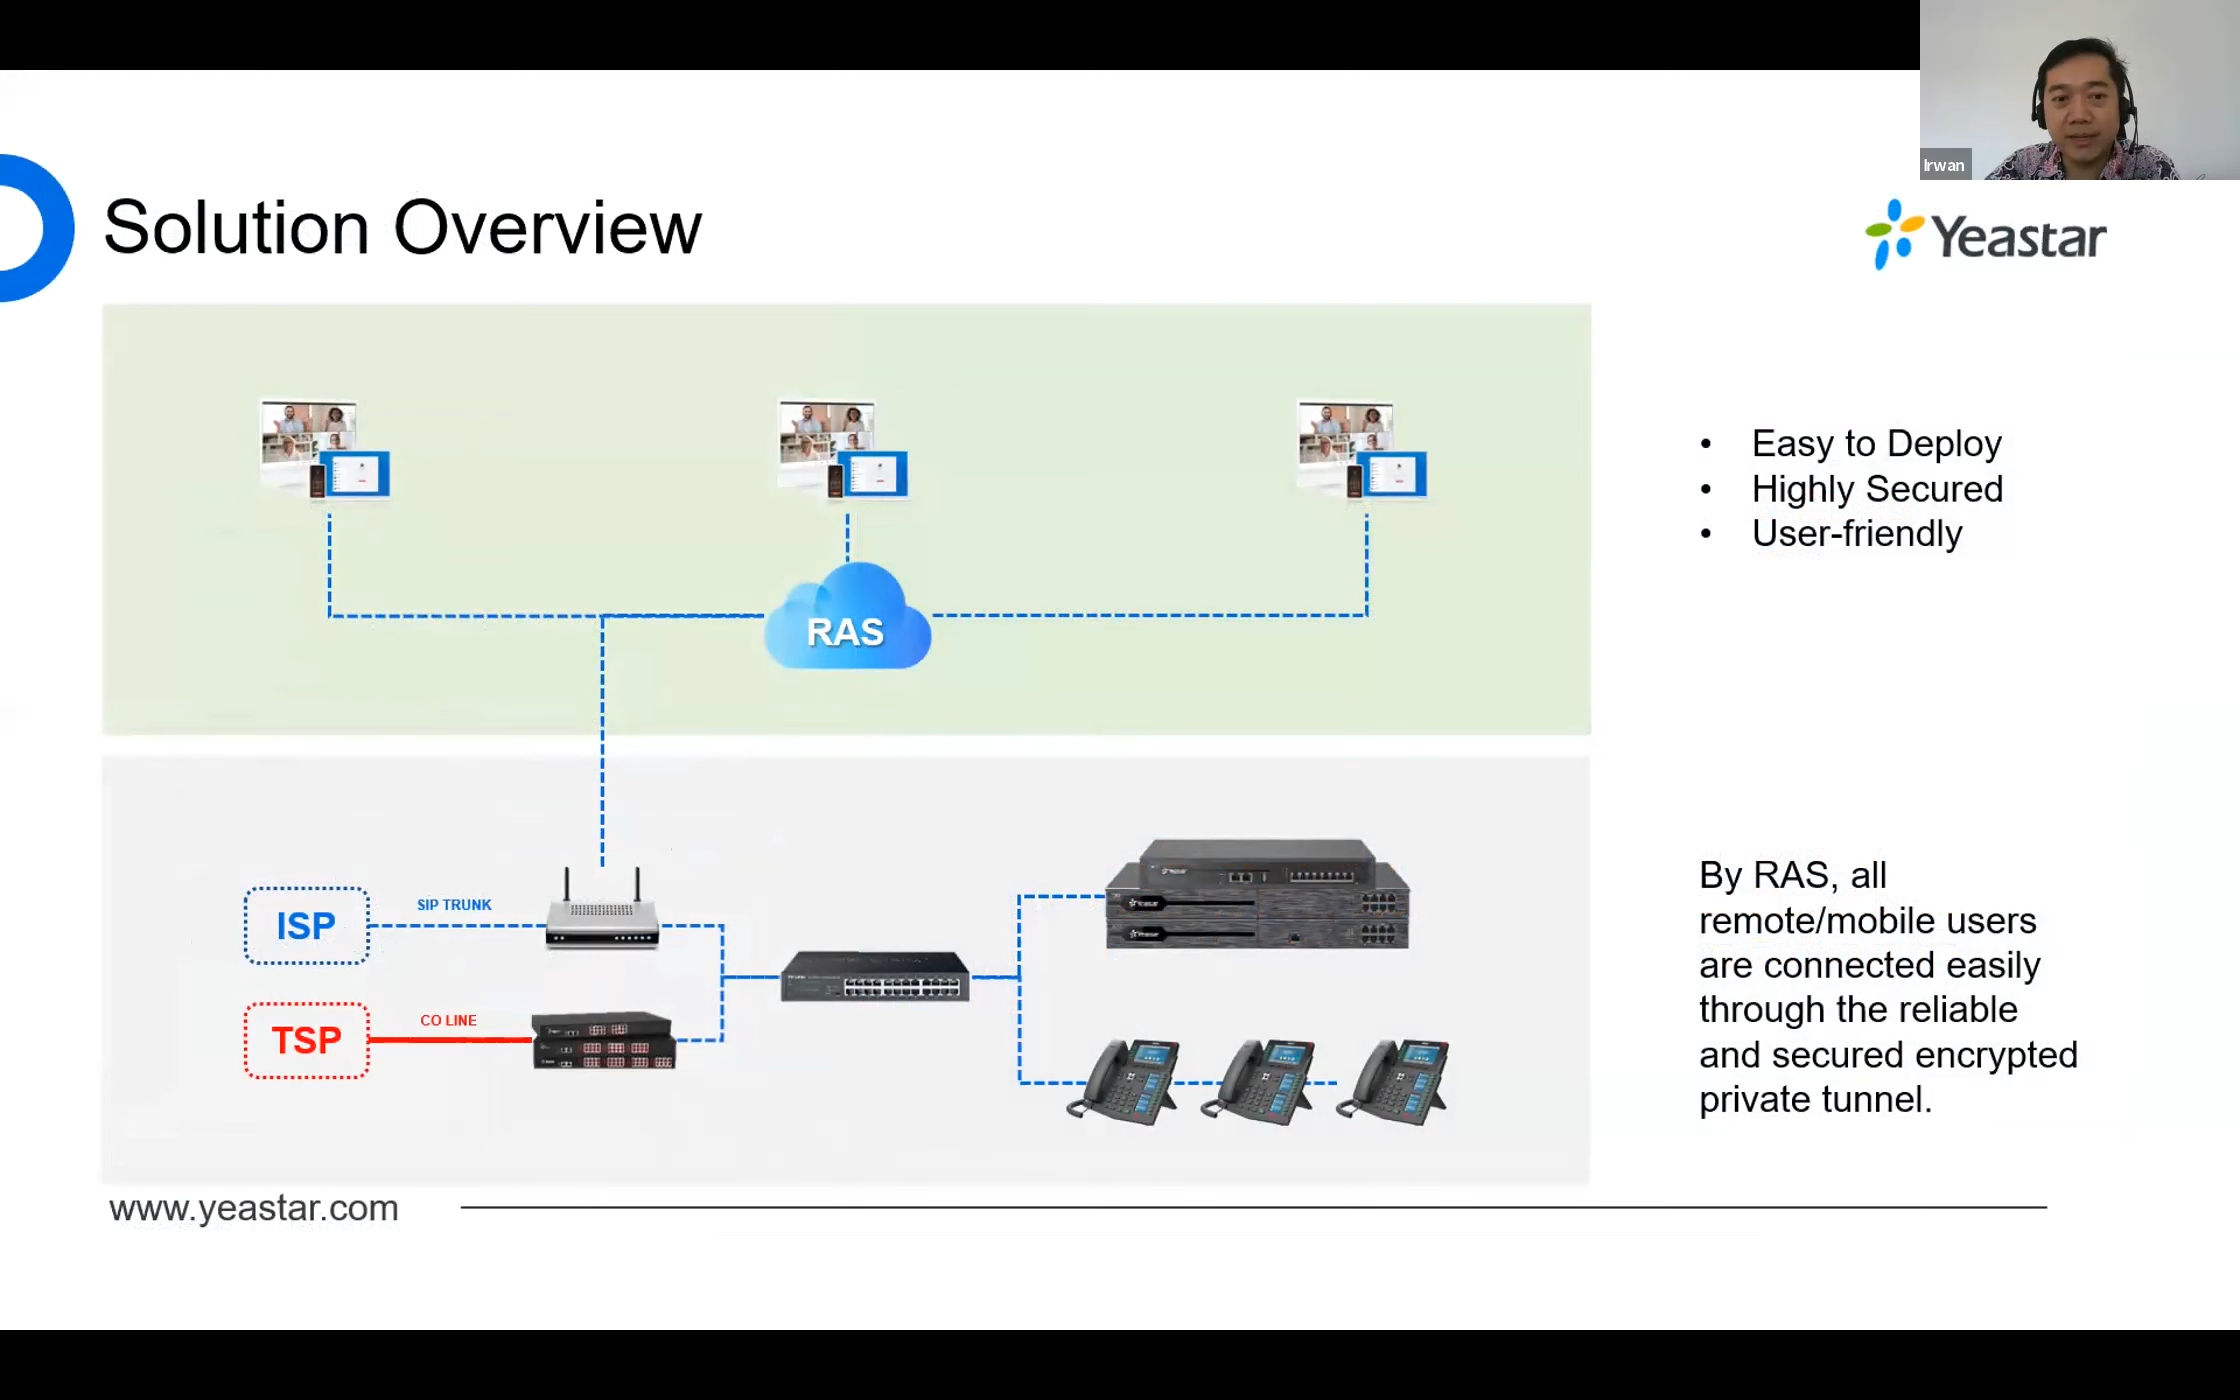 Irwan
Solution Overview
Yeastar
• Easy to Deploy
• Highly Secured
• User-friendly
RAS
ISP
SIP TRUNK
TSP
CO LINE
By RAS, all
remote/mobile users
are connected easily
through the reliable
and secured encrypted
private tunnel.
www.yeastar.com